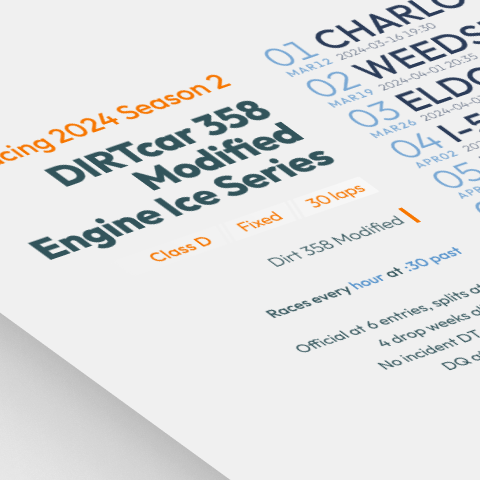 cing 2024 Season 2
DIRTcar 358
Modified
Engine Ice Series
Class D
Fixed
30 laps
Dirt 358 Modified
Races every hour at :30 past
Official at 6 entries, splits at
4 drop weeks
No incident DT
DQ
01 CHARLO
MAR12 2024-03-16 19:30
02 WEEDS
MAR19 2024-04-01 20:35
03 ELDO
MAR26 2024-04-0
04 I-5
APR02
05